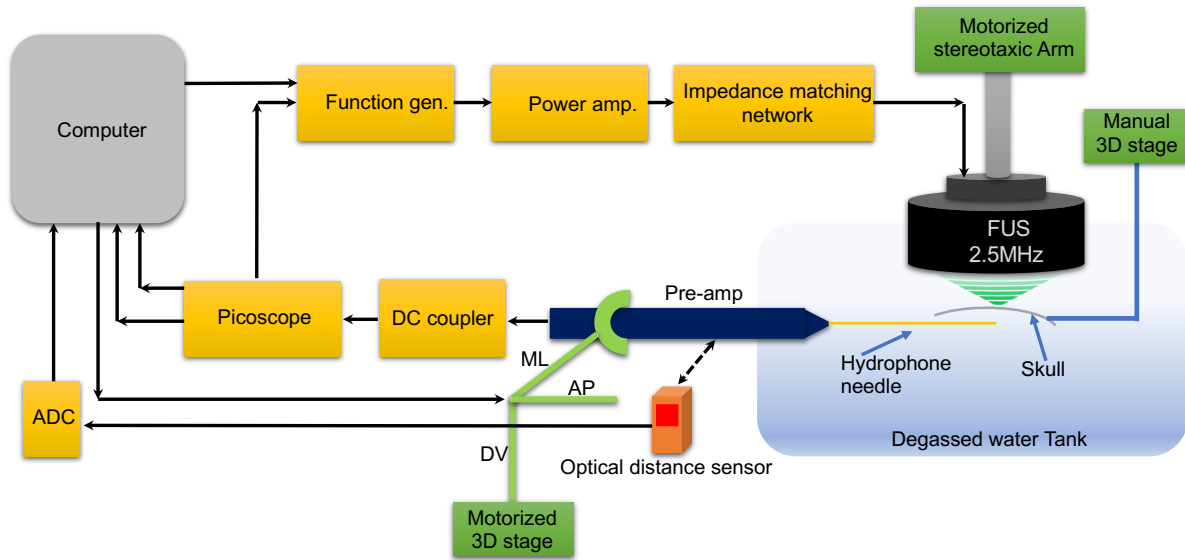 Motorized
stereotaxic Arm
Computer
Function gen.
Power amp.
Impedance matching
network
Manual
3D stage
FUS
2.5MHz
Pre-amp
Picoscope
DC coupler
ML
AP
Hydrophone
needle
Skull
ADC
DV
Optical distance sensor
Degassed water Tank
Motorized
3D stage